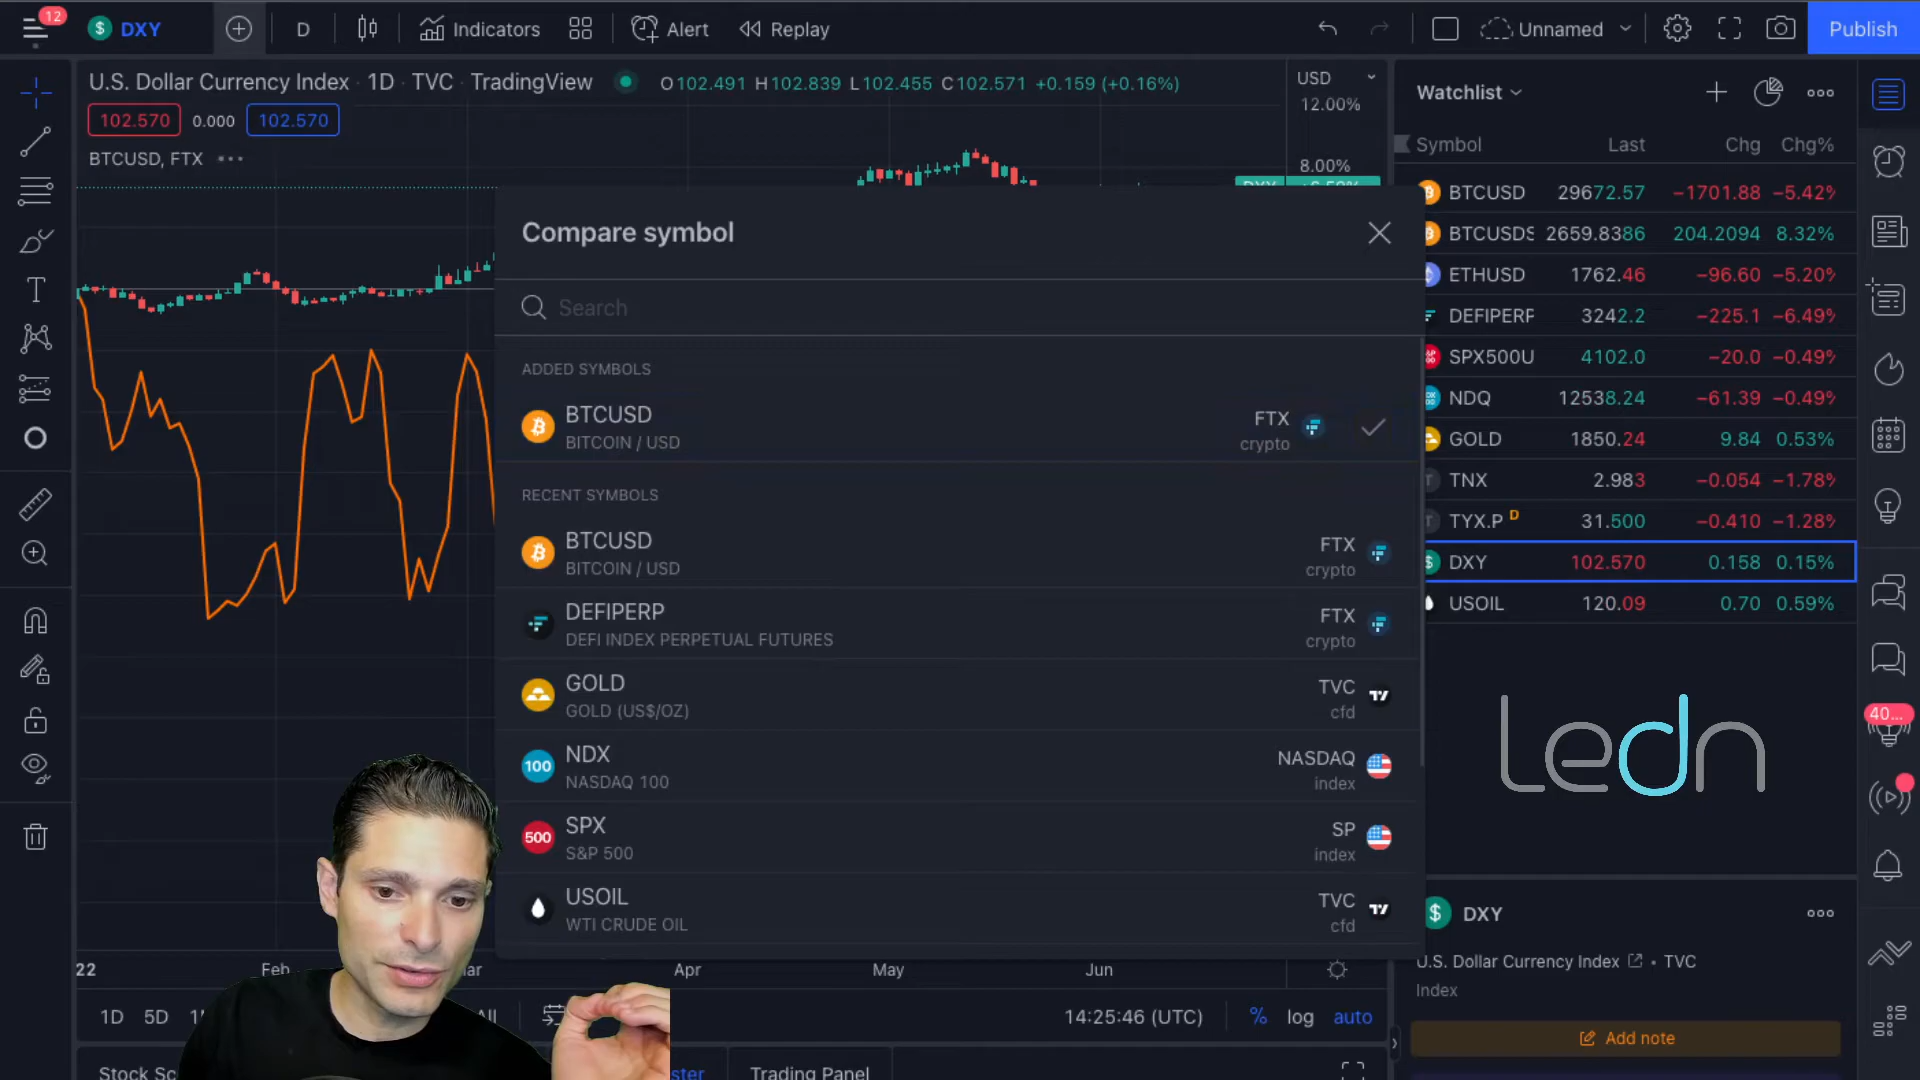 12
DXY
D
Indicators
Alert
Replay
Unnamed
Publish
U.S. Dollar Currency Index · 1D · TVC · TradingView
O102.491 H102.839 L102.455 C102.571 +0.159 (+0.16%)
102.570 0.000 102.570
BTCUSD, FTX
USD
12.00%
8.00%
Compare symbol
Search
ADDED SYMBOLS
BTCUSD
BITCOIN / USD
FTX
crypto
RECENT SYMBOLS
BTCUSD
BITCOIN / USD
FTX
crypto
DEFIPERP
DEFI INDEX PERPETUAL FUTURES
FTX
crypto
GOLD
GOLD (US$/OZ)
TVC
cfd
100
NDX
NASDAQ 100
NASDAQ
index
500
SPX
S&P 500
SP
index
USOIL
WTI CRUDE OIL
TVC
cfd
22 Feb Apr May Jun
1D 5D
14:25:46 (UTC)
% log auto
Trading Panel
Watchlist
Symbol Last Chg Chg%
BTCUSD 29672.57 −1701.88 −5.42%
BTCUSDS 2659.8386 204.2094 8.32%
ETHUSD 1762.46 −96.60 −5.20%
DEFIPERP 3242.2 −225.1 −6.49%
SPX500U 4102.0 −20.0 −0.49%
NDQ 12538.24 −61.39 −0.49%
GOLD 1850.24 9.84 0.53%
TNX 2.983 −0.054 −1.78%
TYX.P D 31.500 −0.410 −1.28%
DXY 102.570 0.158 0.15%
USOIL 120.09 0.70 0.59%
ledn
40...
DXY
U.S. Dollar Currency Index • TVC
Index
Add note